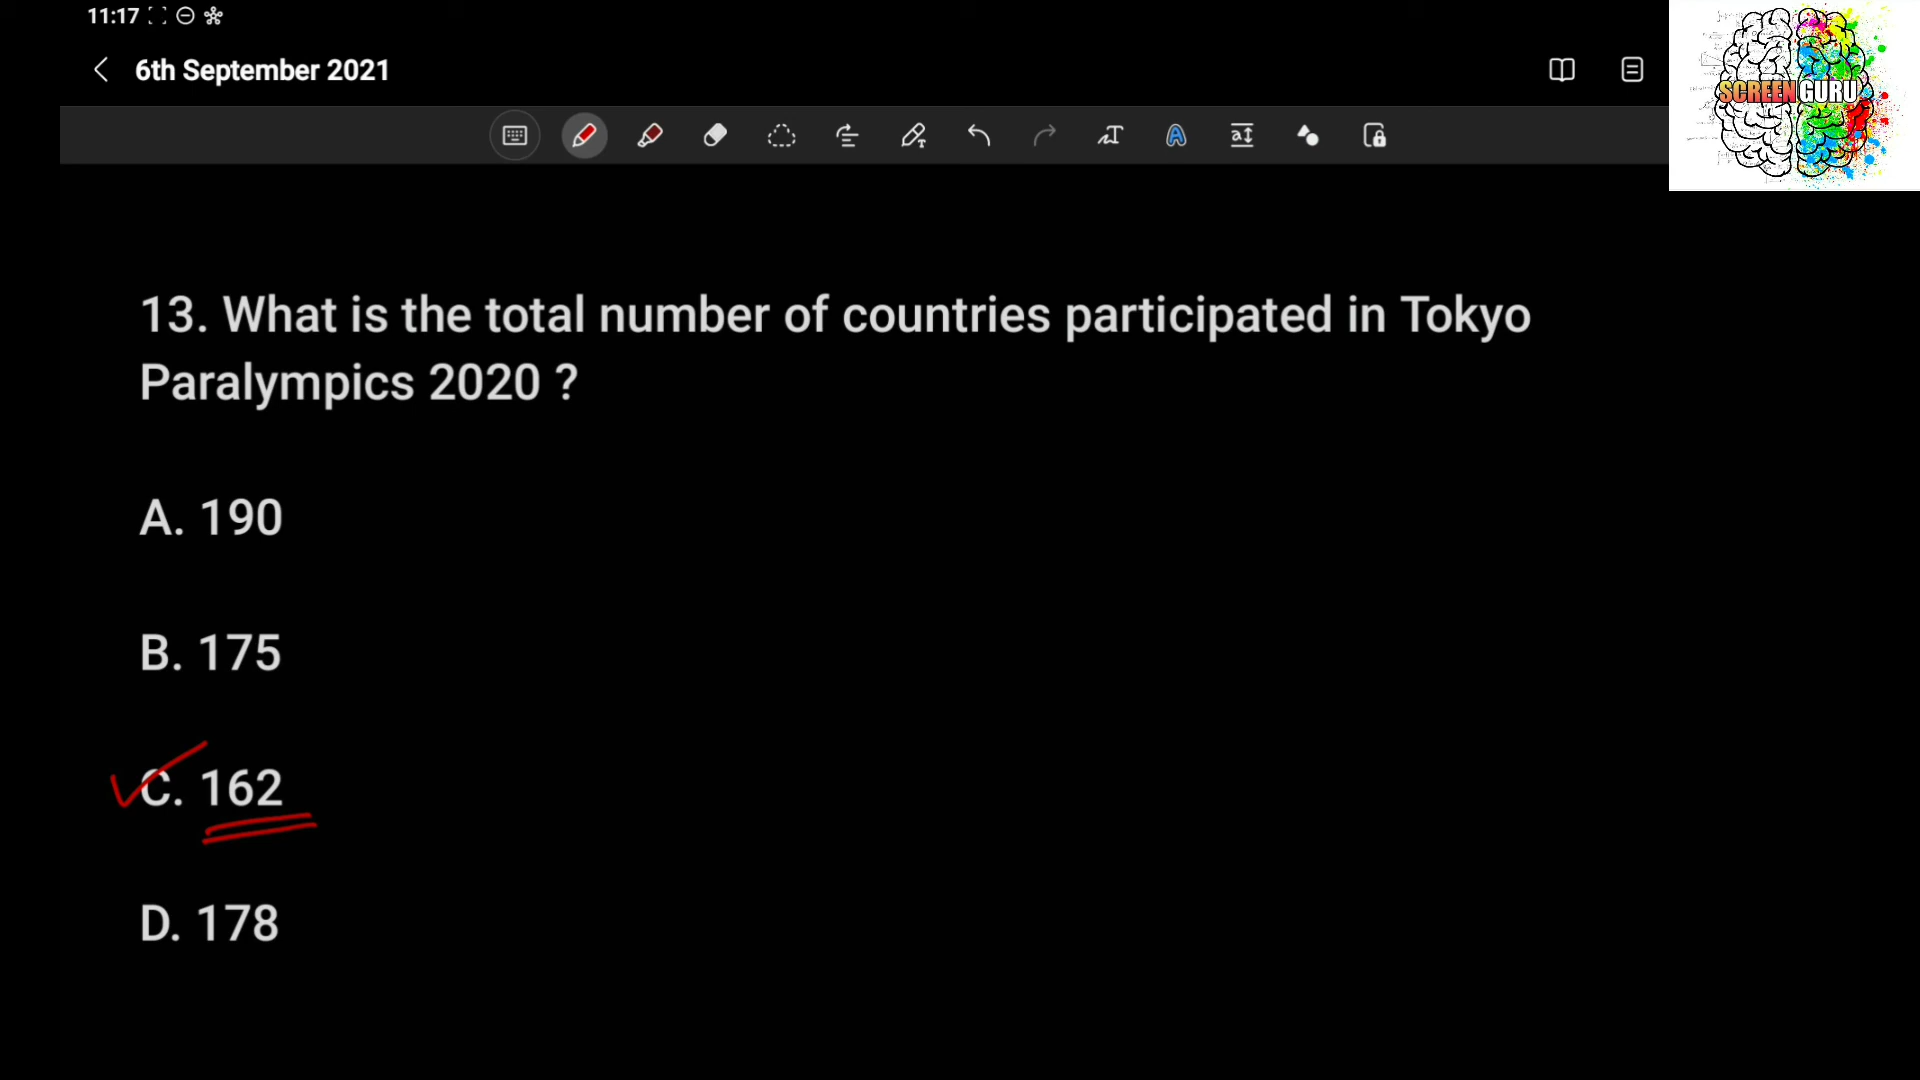 11:17
6th September 2021
SCREEN GURU
13. What is the total number of countries participated in Tokyo
Paralympics 2020 ?
A. 190
B. 175
C. 162
D. 178